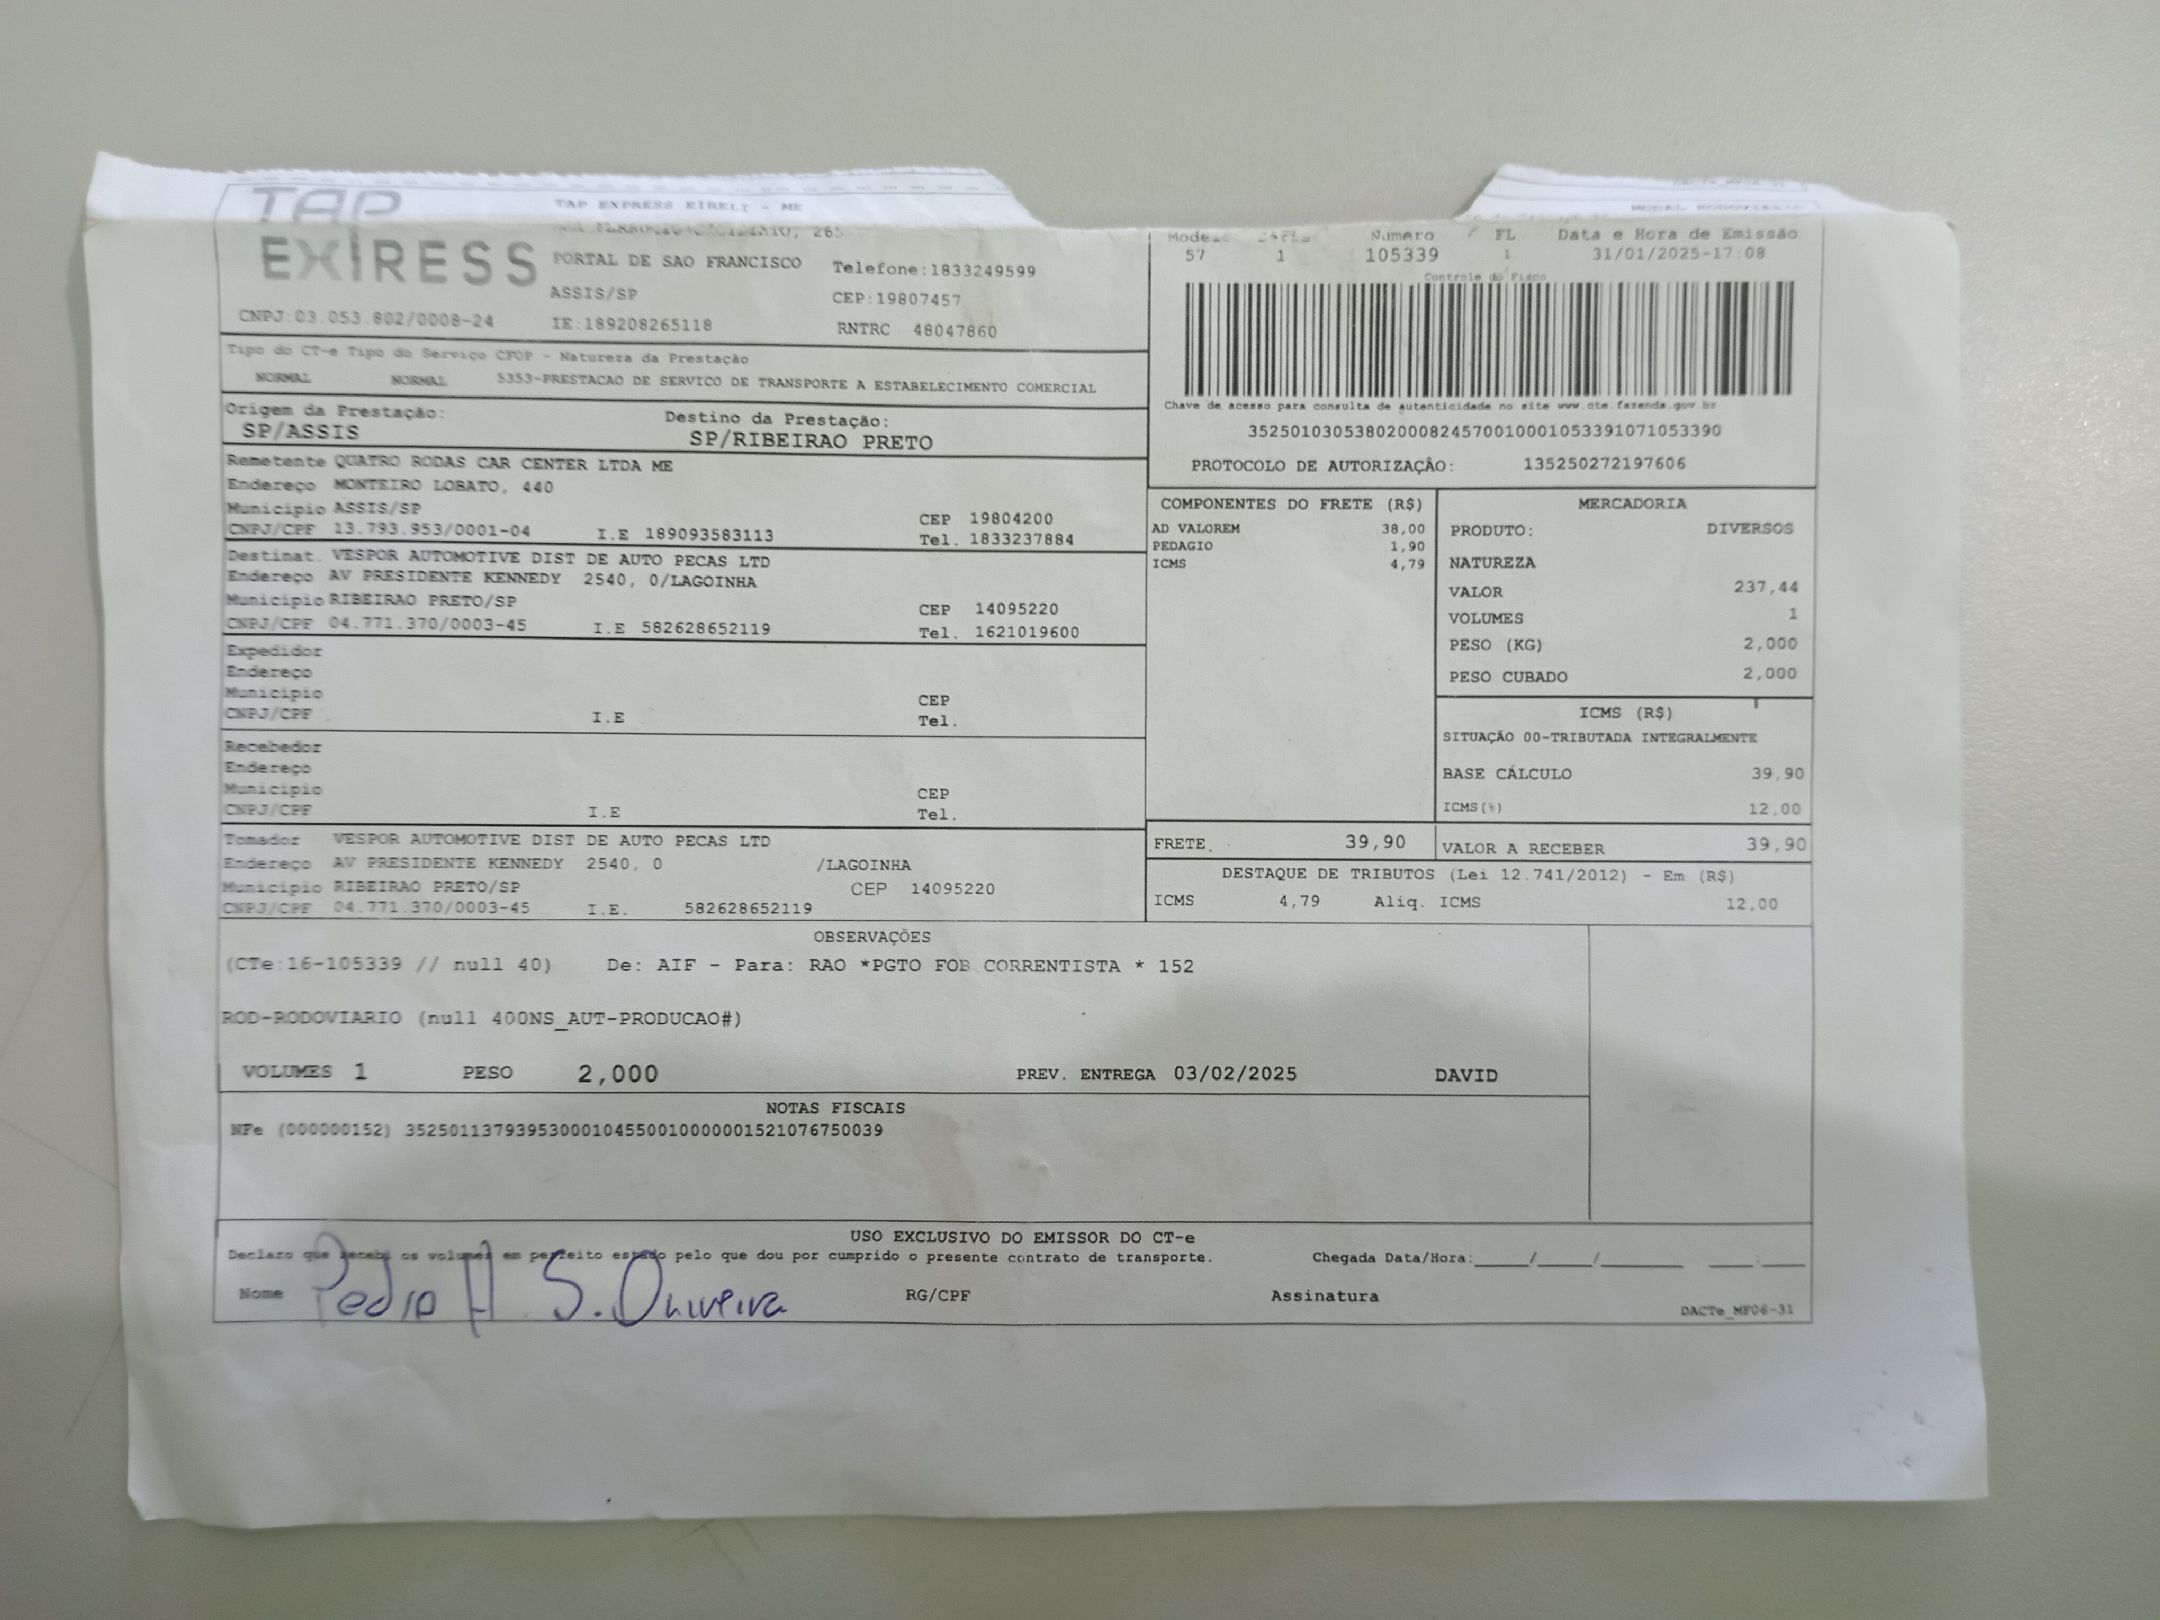 TAP
EXPRESS
TAP EXPRESS EIRELI - ME
PORTAL DE SAO FRANCISCO
Telefone:1833249599
ASSIS/SP
CEP:19807457
CNPJ:03.053.802/0008-24
IE:189208265118
RNTRC 48047860
Numero / FL Data e Hora de Emissão
57 1 105339 1 31/01/2025-17:08
Controle do Fisco
Chave de acesso para consulta de autenticidade no site www.cte.fazenda.gov.br
35250103053802000824570010001053391071053390
PROTOCOLO DE AUTORIZAÇÃO: 135250272197606
Tipo do CT-e Tipo do Serviço CFOP - Natureza da Prestação
NORMAL NORMAL 5353-PRESTACAO DE SERVICO DE TRANSPORTE A ESTABELECIMENTO COMERCIAL
Origem da Prestação: Destino da Prestação:
SP/ASSIS SP/RIBEIRAO PRETO
Remetente QUATRO RODAS CAR CENTER LTDA ME
Endereço MONTEIRO LOBATO, 440
Municipio ASSIS/SP CEP 19804200
CNPJ/CPF 13.793.953/0001-04 I.E 189093583113 Tel. 1833237884
Destinat. VESPOR AUTOMOTIVE DIST DE AUTO PECAS LTD
Endereço AV PRESIDENTE KENNEDY 2540, 0/LAGOINHA
Municipio RIBEIRAO PRETO/SP CEP 14095220
CNPJ/CPF 04.771.370/0003-45 I.E 582628652119 Tel. 1621019600
Expedidor
Endereço
Municipio CEP
CNPJ/CPF I.E Tel.
Recebedor
Endereço
Municipio CEP
CNPJ/CPF I.E Tel.
Tomador VESPOR AUTOMOTIVE DIST DE AUTO PECAS LTD
Endereço AV PRESIDENTE KENNEDY 2540, 0 /LAGOINHA
Municipio RIBEIRAO PRETO/SP CEP 14095220
CNPJ/CPF 04.771.370/0003-45 I.E. 582628652119
COMPONENTES DO FRETE (R$)
AD VALOREM 38,00
PEDAGIO 1,90
ICMS 4,79
MERCADORIA
PRODUTO: DIVERSOS
NATUREZA
VALOR 237,44
VOLUMES 1
PESO (KG) 2,000
PESO CUBADO 2,000
ICMS (R$)
SITUAÇÃO 00-TRIBUTADA INTEGRALMENTE
BASE CÁLCULO 39,90
ICMS(%) 12,00
FRETE. 39,90 VALOR A RECEBER 39,90
DESTAQUE DE TRIBUTOS (Lei 12.741/2012) - Em (R$)
ICMS 4,79 Aliq. ICMS 12,00
OBSERVAÇÕES
(CTe:16-105339 // null 40) De: AIF - Para: RAO *PGTO FOB CORRENTISTA * 152
ROD-RODOVIARIO (null 400NS_AUT-PRODUCAO#)
VOLUMES 1 PESO 2,000 PREV. ENTREGA 03/02/2025 DAVID
NOTAS FISCAIS
NFe (000000152) 35250113793953000104550010000001521076750039
USO EXCLUSIVO DO EMISSOR DO CT-e
Declaro que recebi os volumes em perfeito estado pelo que dou por cumprido o presente contrato de transporte. Chegada Data/Hora:____/____/______ ___:___
Nome Pedro H. S. Oliveira RG/CPF Assinatura
DACTe_MF06-31